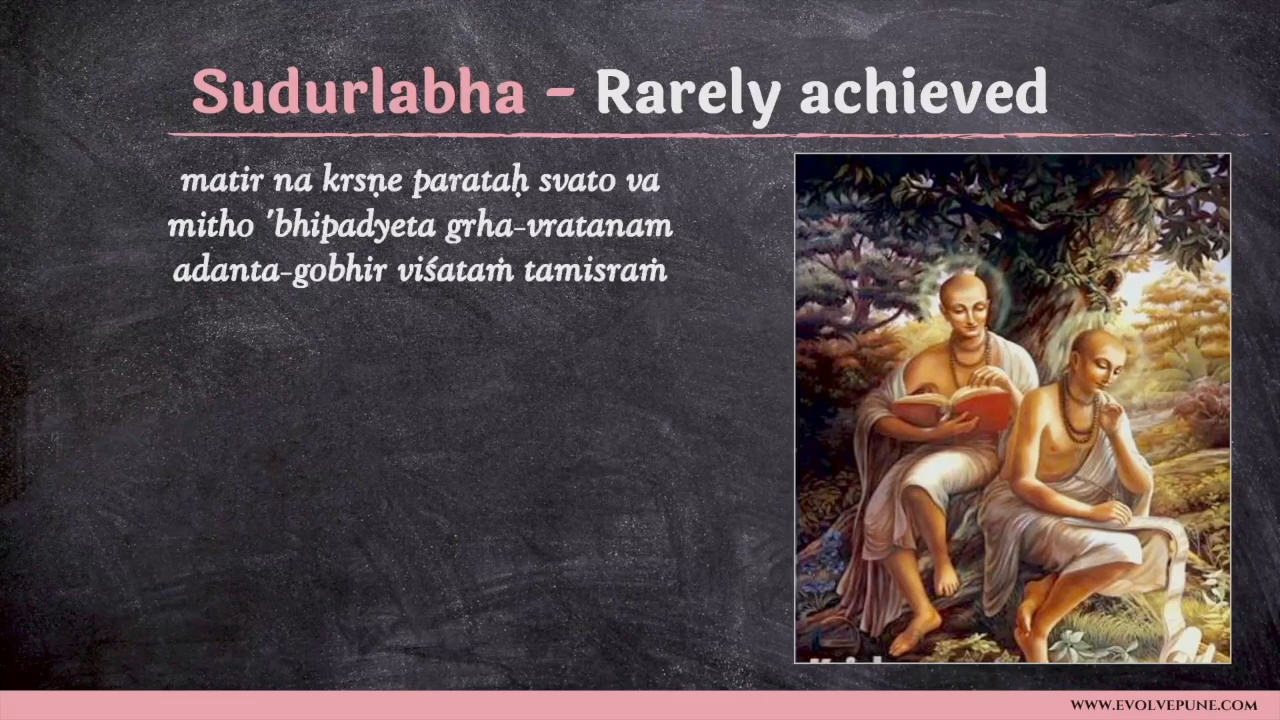 Sudurlabha - Rarely achieved
matir na krsṇe parataḥ svato va
mitho 'bhipadyeta grha-vratanam
adanta-gobhir viśataṁ tamisraṁ
WWW.EVOLVEPUNE.COM